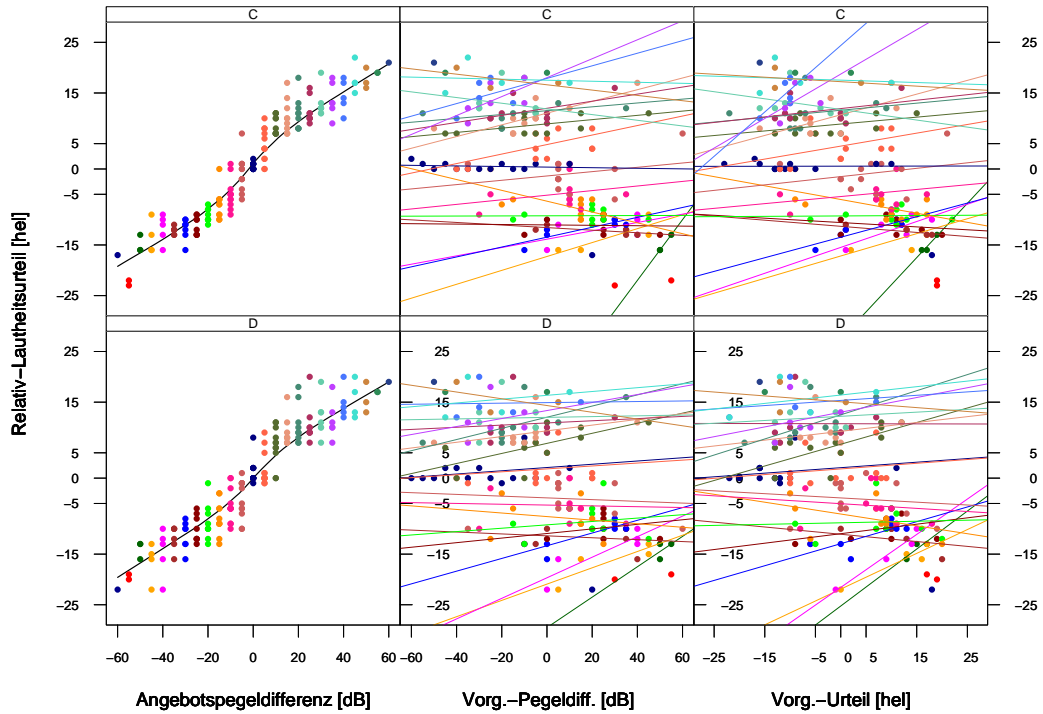 C C C
25 25
15 15
5 5
0 0
−5 −5
−15 −15
−25 −25
D D D
25 25 25 25
15 15 15 15
5 5 5 5
0 0
−5 −5 −5 −5
−15 −15 −15 −15
−25 −25 −25 −25
Relativ−Lautheitsurteil [hel]
−60 −40 −20 0 20 40 60 −60 −40 −20 0 20 40 60 −25 −15 −5 0 5 15 25
Angebotspegeldifferenz [dB] Vorg.−Pegeldiff. [dB] Vorg.−Urteil [hel]